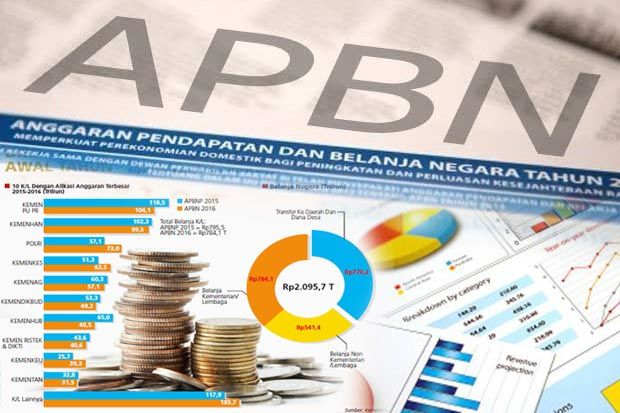 APBN
ANGGARAN PENDAPATAN DAN BELANJA NEGARA TAHUN 2
MEMPERKUAT PEREKONOMIAN DOMESTIK BAGI PENINGKATAN DAN PERLUASAN KESEJAHTERAAN
AWAL TAHUN
10 K/L Dengan Alikasi Anggaran Terbesar
2015-2016 (Triliun)
KEMEN PU PR 118,5 104,1
KEMENHAN 102,3 99,5
POLRI 57,1 73,0
KEMENKES 51,3 63,5
KEMENAG 60,3 57,1
KEMENDIKBUD 53,3 49,2
KEMENHUB 65,0 48,5
KEMEN RISTEK & DIKTI 43,6 40,6
KEMENKEU 25,7 39,3
KEMENTAN 32,8 31,5
K/L Lainnya 117,9 185,7
Total Belanja K/L:
APBNP 2015 = Rp795,5
APBN 2016 = Rp784,1 T
APBNP 2015
APBN 2016
Belanja Negara (Triliun)
Transfer Ke Daerah Dan
Dana Desa
Rp770,2
Rp784,1
Rp2.095,7 T
Rp541,4
Belanja
Kementerian/
Lembaga
Belanja Non
Kementerian
/Lembaga
Breakdown by category
Year-on-year
Revenue
projection